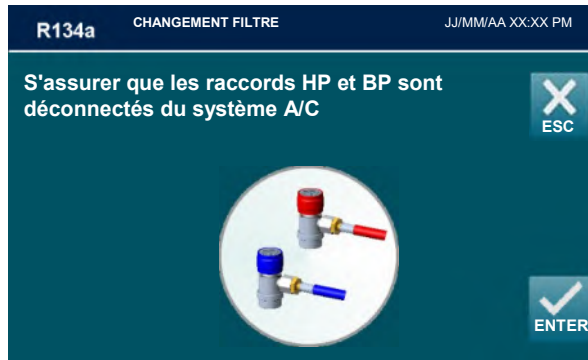 R134a CHANGEMENT FILTRE JJ/MM/AA XX:XX PM
S'assurer que les raccords HP et BP sont
déconnectés du système A/C
ESC
ENTER